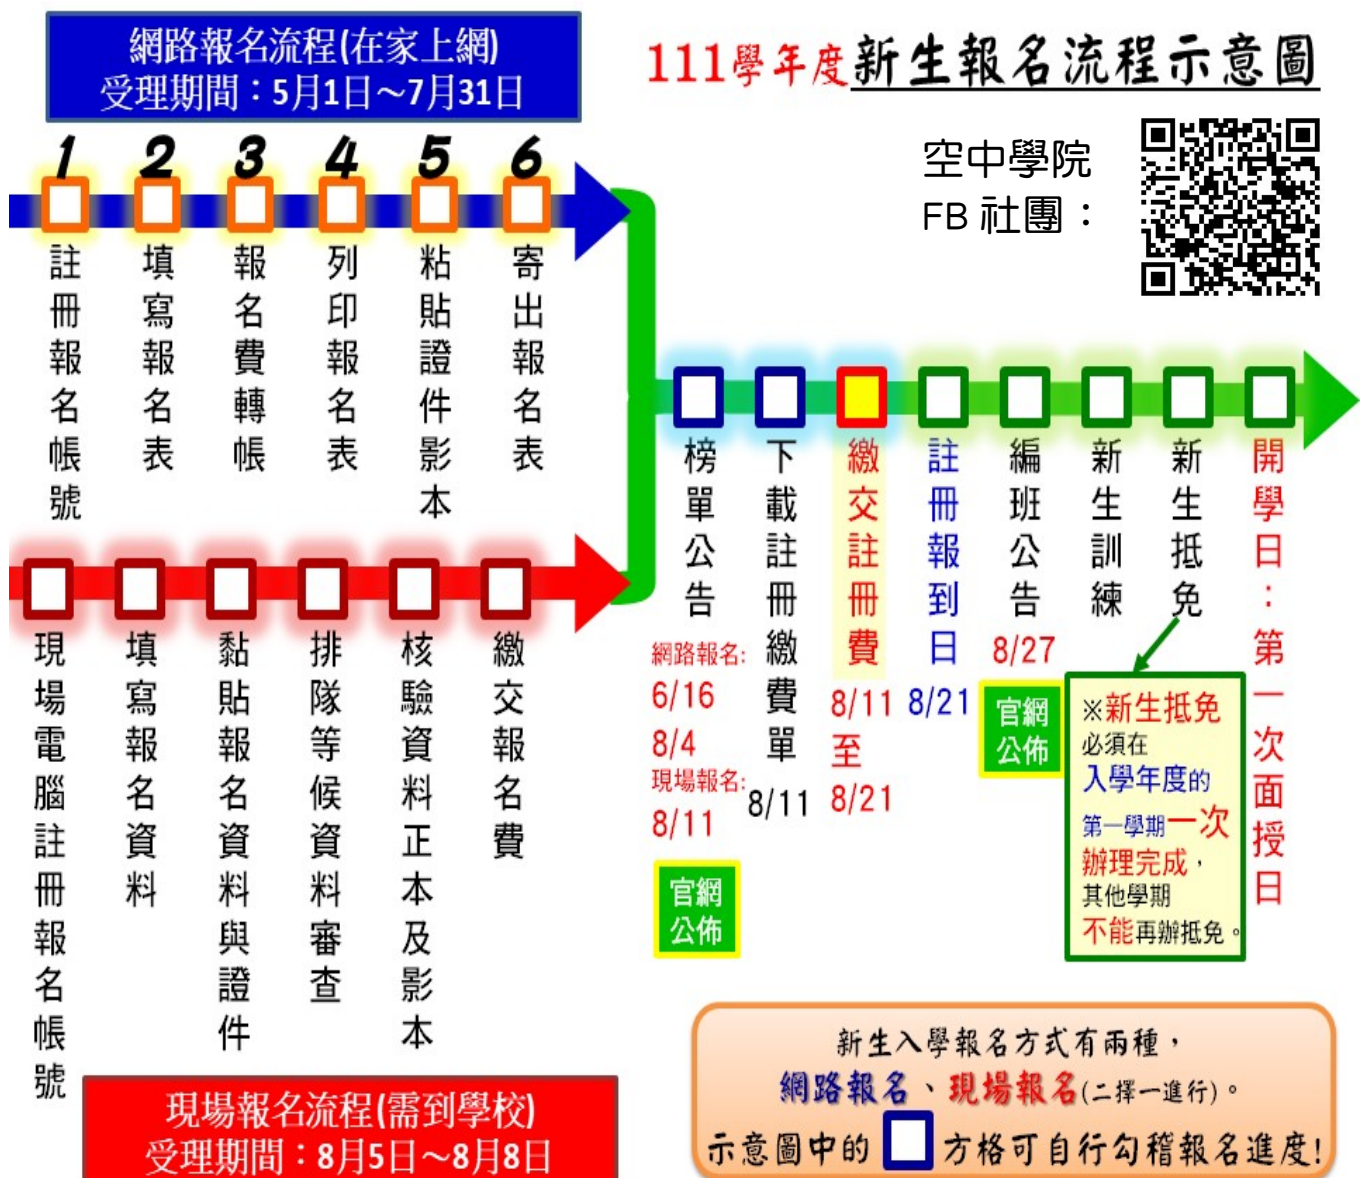 網路報名流程(在家上網)
受理期間：5月1日～7月31日
111學年度新生報名流程示意圖
空中學院
FB 社團：
1 2 3 4 5 6
註冊報名帳號
填寫報名表
報名費轉帳
列印報名表
粘貼證件影本
寄出報名表
現場電腦註冊報名帳號
填寫報名資料
黏貼報名資料與證件
排隊等候資料審查
核驗資料正本及影本
繳交報名費
現場報名流程(需到學校)
受理期間：8月5日～8月8日
榜單公告
網路報名:
6/16
8/4
現場報名:
8/11
官網
公佈
下載註冊繳費單
8/11
繳交註冊費
8/11
至
8/21
註冊報到日
8/21
編班公告
8/27
官網
公佈
新生訓練
新生抵免
※新生抵免
必須在
入學年度的
第一學期一次
辦理完成，
其他學期
不能再辦抵免。
開學日：第一次面授日
新生入學報名方式有兩種，
網路報名、現場報名(二擇一進行)。
示意圖中的 方格可自行勾稽報名進度!